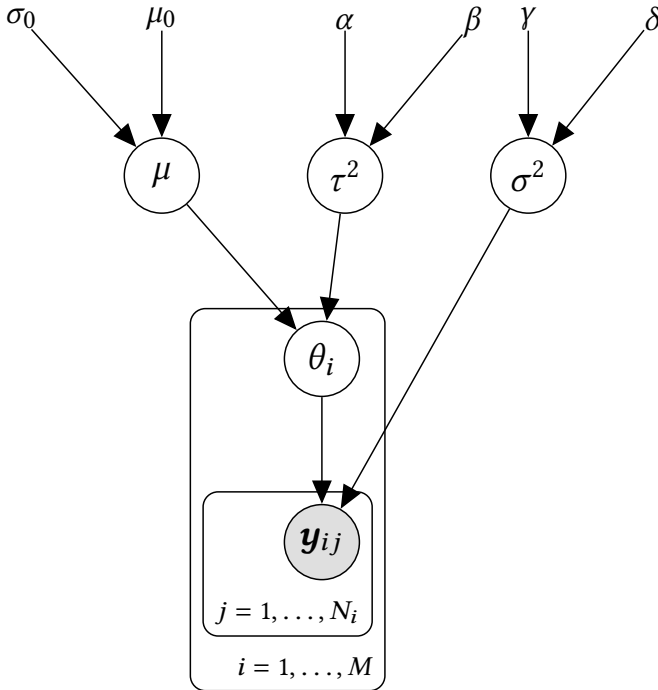 σ₀ μ₀ α β γ δ
μ τ² σ²
θᵢ
𝒚ᵢⱼ
j = 1, . . . , Nᵢ
i = 1, . . . , M